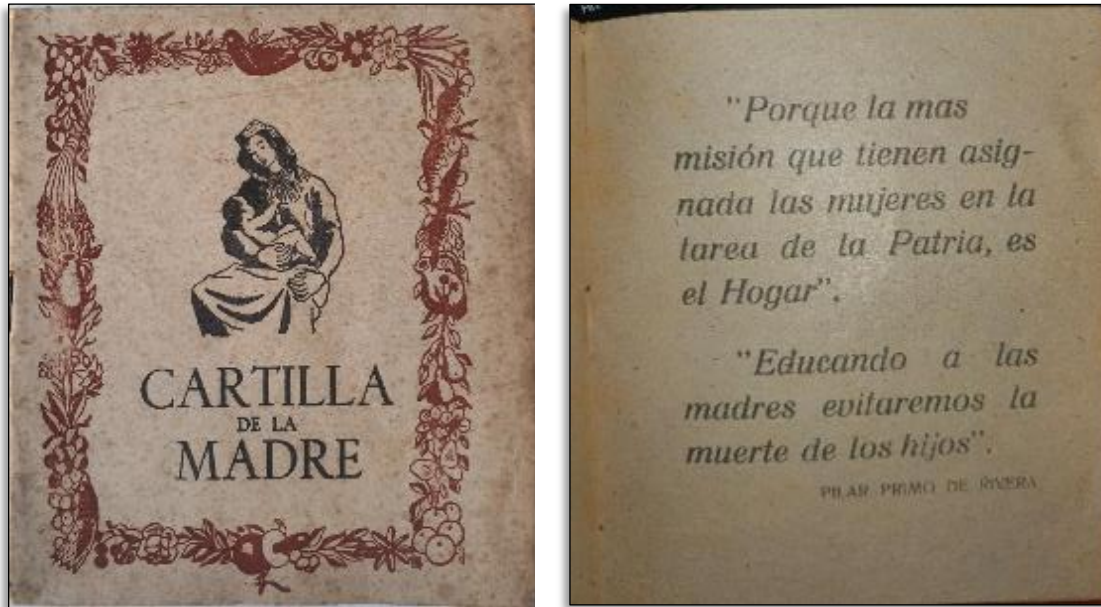 CARTILLA
DE LA
MADRE
"Porque la mas
misión que tienen asig-
nada las mujeres en la
tarea de la Patria, es
el Hogar".
"Educando a las
madres evitaremos la
muerte de los hijos".
PILAR PRIMO DE RIVERA